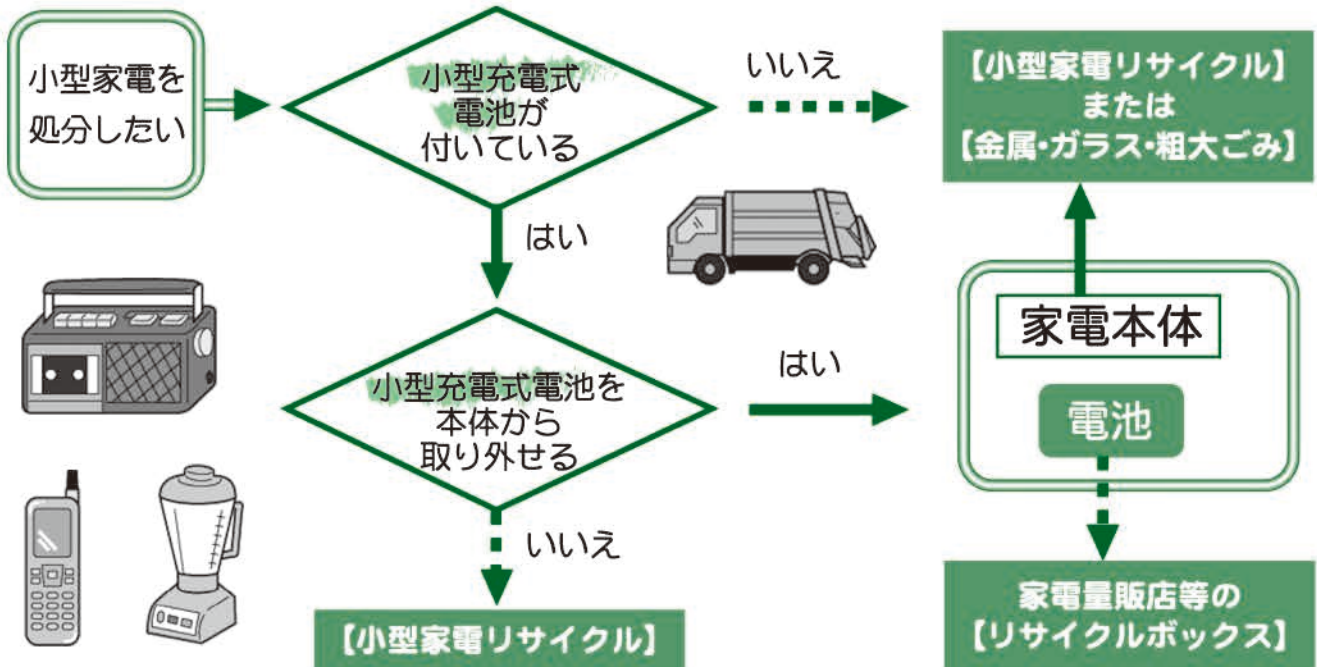 小型家電を
処分したい
小型充電式
電池が
付いている
いいえ
【小型家電リサイクル】
または
【金属・ガラス・粗大ごみ】
はい
小型充電式電池を
本体から
取り外せる
はい
家電本体
電池
いいえ
【小型家電リサイクル】
家電量販店等の
【リサイクルボックス】